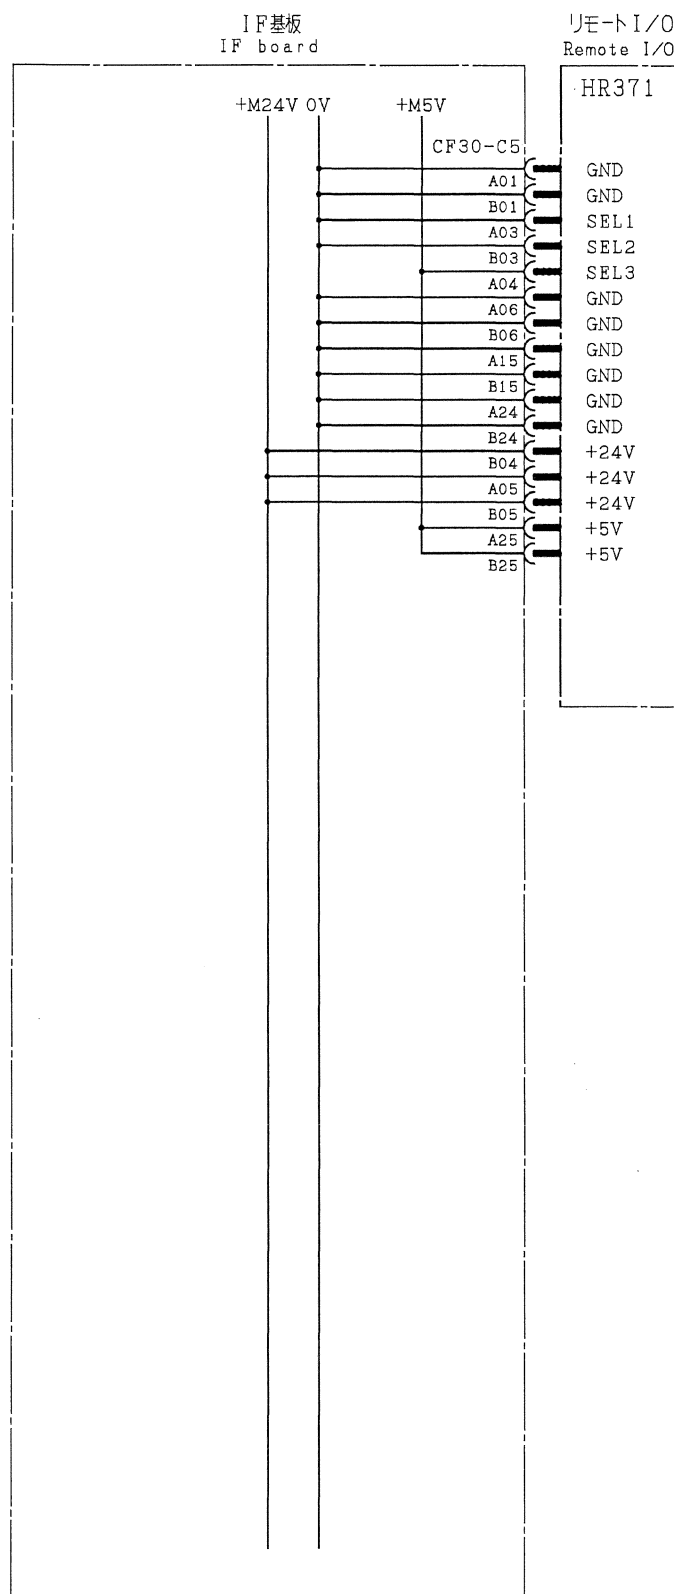 IF基板
IF board
リモートI/O
Remote I/O
HR371
+M24V 0V +M5V
CF30-C5
A01 GND
B01 GND
A03 SEL1
B03 SEL2
A04 SEL3
A06 GND
B06 GND
A15 GND
B15 GND
A24 GND
B24 GND
B04 +24V
A05 +24V
B05 +24V
A25 +5V
B25 +5V